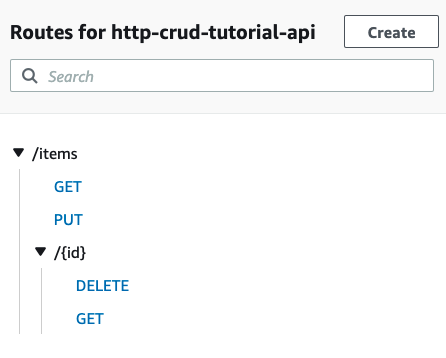 Routes for http-crud-tutorial-api
Create
Search
/items
GET
PUT
/{id}
DELETE
GET